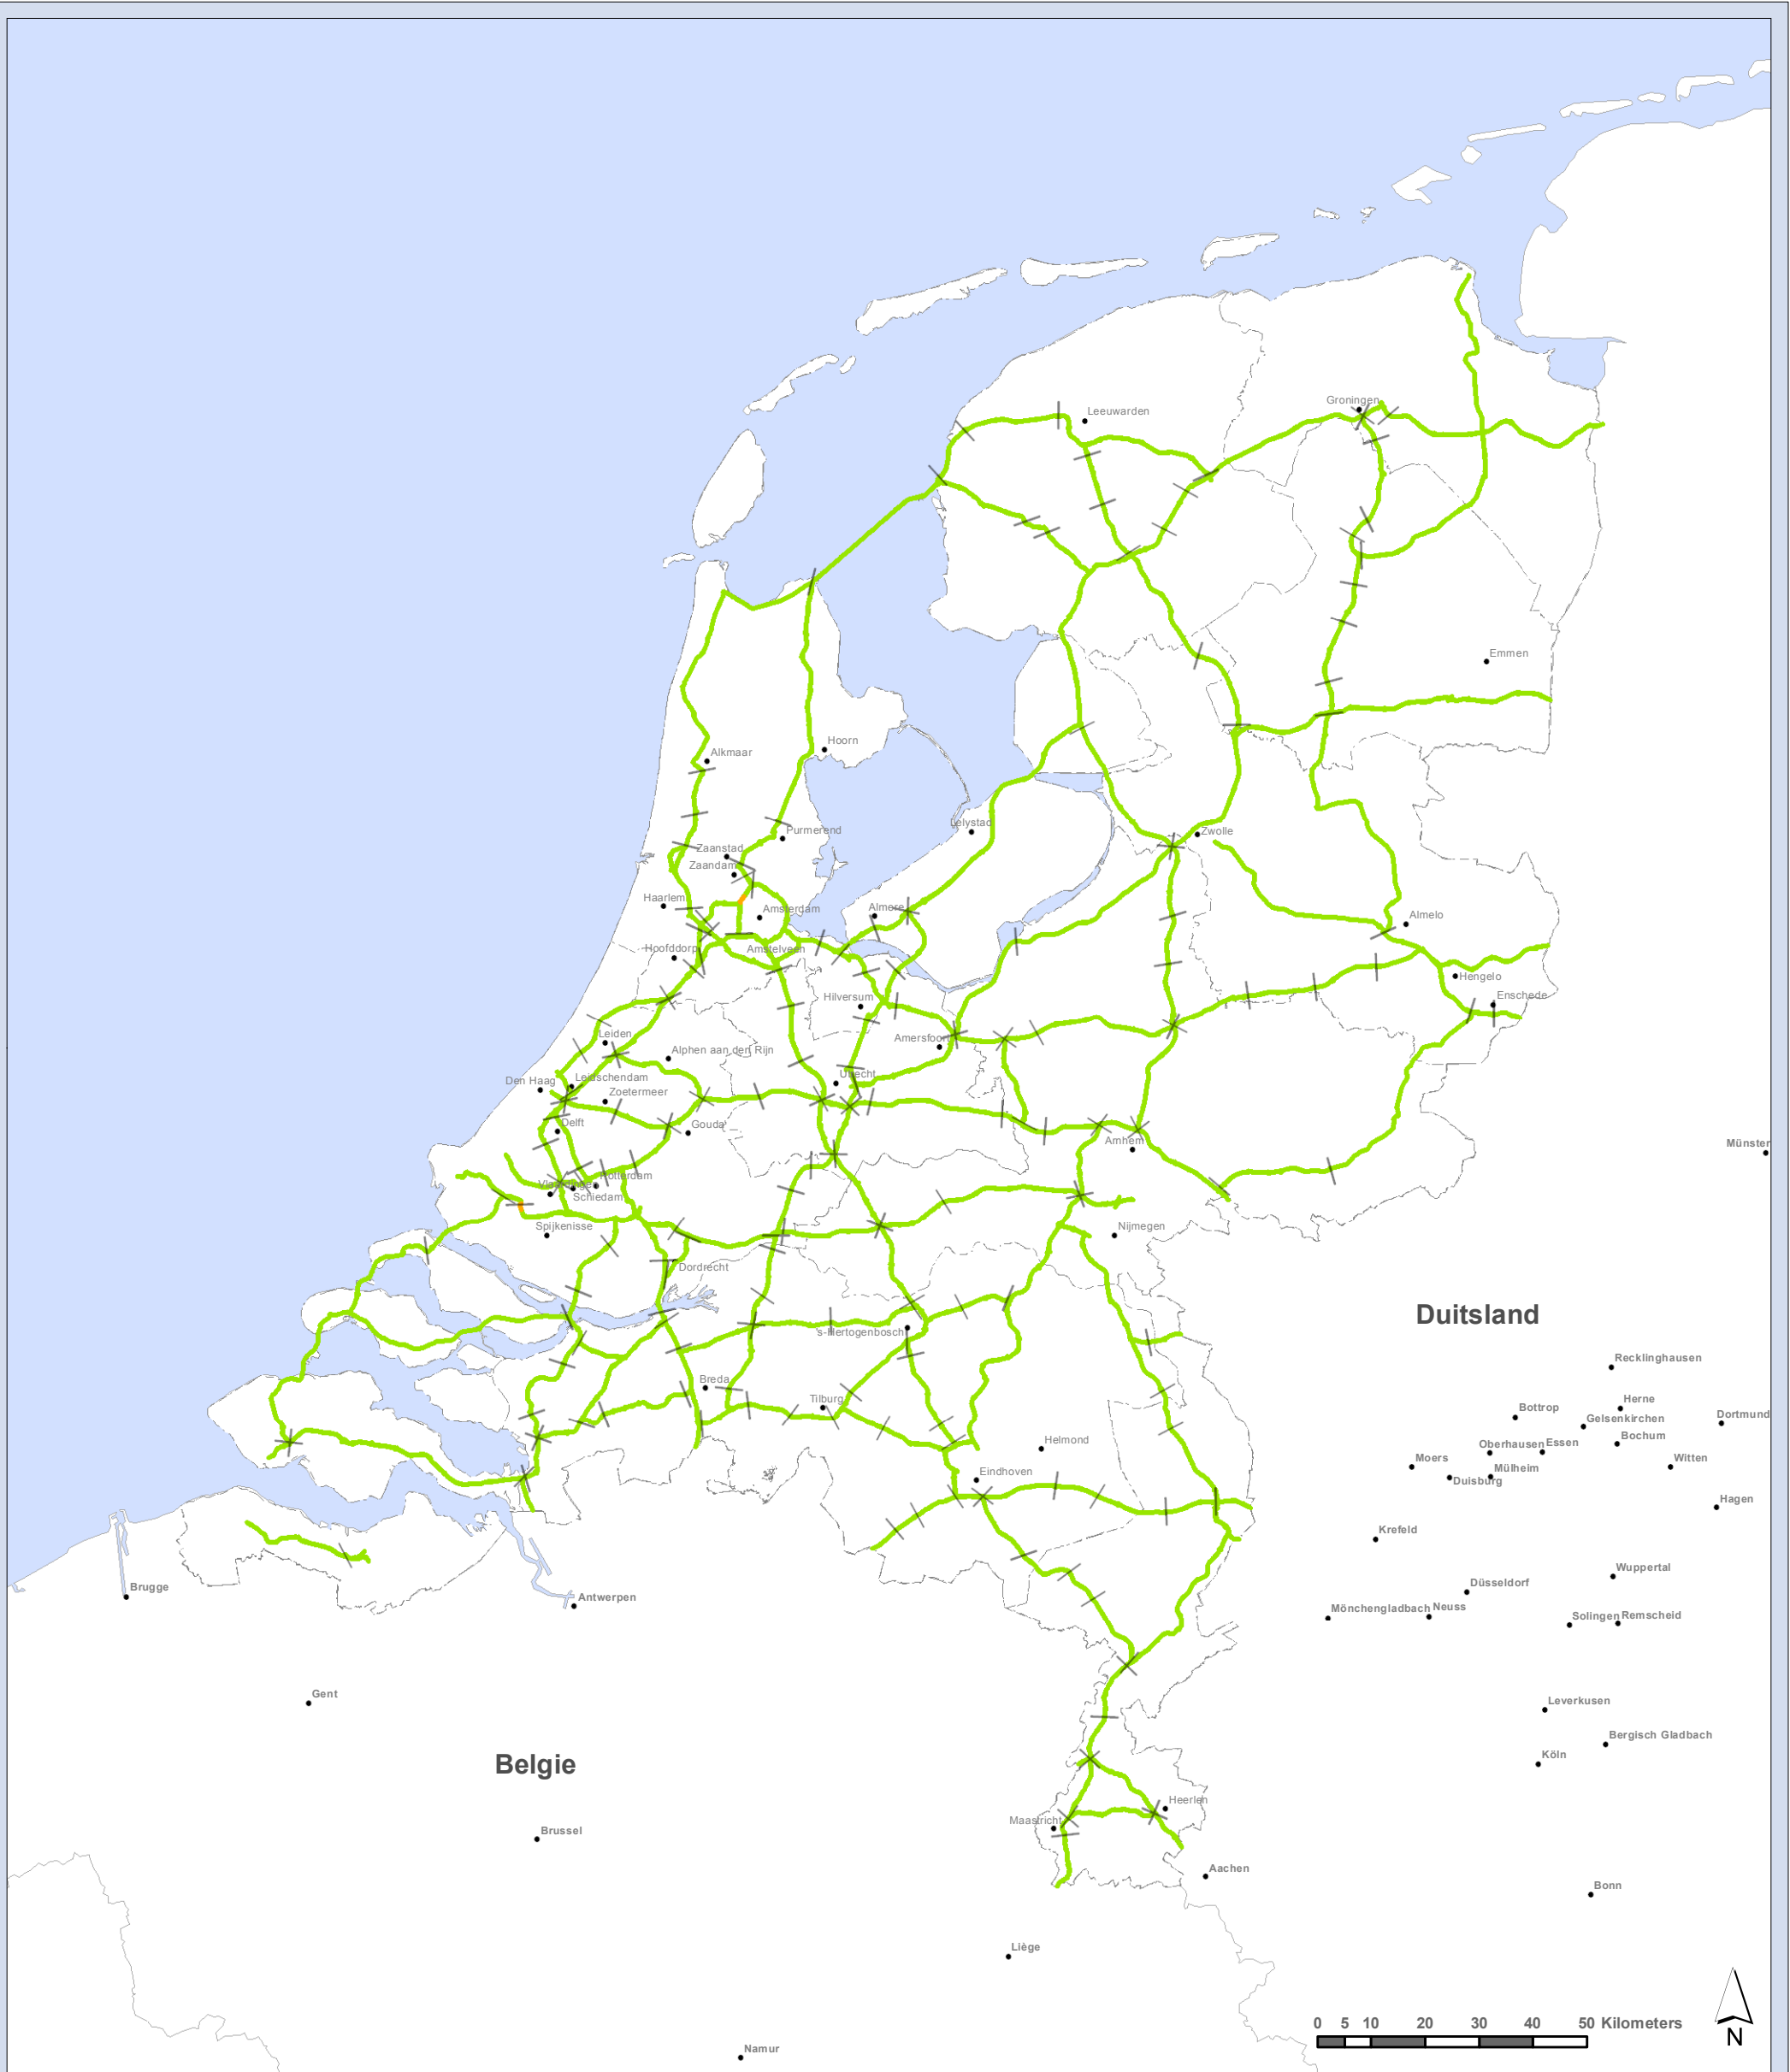 Leeuwarden
Groningen
Emmen
Alkmaar
Hoorn
Lelystad
Purmerend
Zwolle
Zaanstad
Zaandam
Haarlem
Amsterdam
Almere
Almelo
Hoofddorp
Amstelveen
Hengelo
Hilversum
Enschede
Leiden
Amersfoort
Alphen aan den Rijn
Den Haag
Leidschendam
Utrecht
Zoetermeer
Delft
Gouda
Arnhem
Münster
Rotterdam
Schiedam
Spijkenisse
Nijmegen
Dordrecht
Duitsland
's-Hertogenbosch
Recklinghausen
Breda
Tilburg
Herne
Bottrop
Dortmund
Gelsenkirchen
Bochum
Helmond
Oberhausen
Essen
Moers
Mülheim
Witten
Eindhoven
Duisburg
Hagen
Krefeld
Wuppertal
Brugge
Düsseldorf
Antwerpen
Mönchengladbach
Neuss
Solingen
Remscheid
Gent
Leverkusen
Bergisch Gladbach
Belgie
Köln
Heerlen
Maastricht
Brussel
Aachen
Bonn
Liège
0 5 10 20 30 40 50 Kilometers
N
Namur